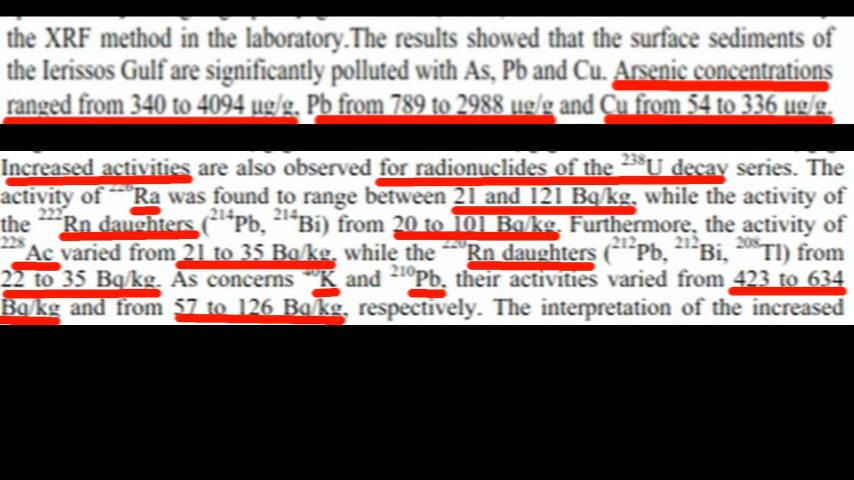 the XRF method in the laboratory.The results showed that the surface sediments of
the Ierissos Gulf are significantly polluted with As, Pb and Cu. Arsenic concentrations
ranged from 340 to 4094 μg/g, Pb from 789 to 2988 μg/g and Cu from 54 to 336 μg/g.
Increased activities are also observed for radionuclides of the ²³⁸U decay series. The
activity of ²²⁶Ra was found to range between 21 and 121 Bq/kg, while the activity of
the ²²²Rn daughters (²¹⁴Pb, ²¹⁴Bi) from 20 to 101 Bq/kg. Furthermore, the activity of
²²⁸Ac varied from 21 to 35 Bq/kg, while the ²²⁰Rn daughters (²¹²Pb, ²¹²Bi, ²⁰⁸Tl) from
22 to 35 Bq/kg. As concerns ⁴⁰K and ²¹⁰Pb, their activities varied from 423 to 634
Bq/kg and from 57 to 126 Bq/kg, respectively. The interpretation of the increased